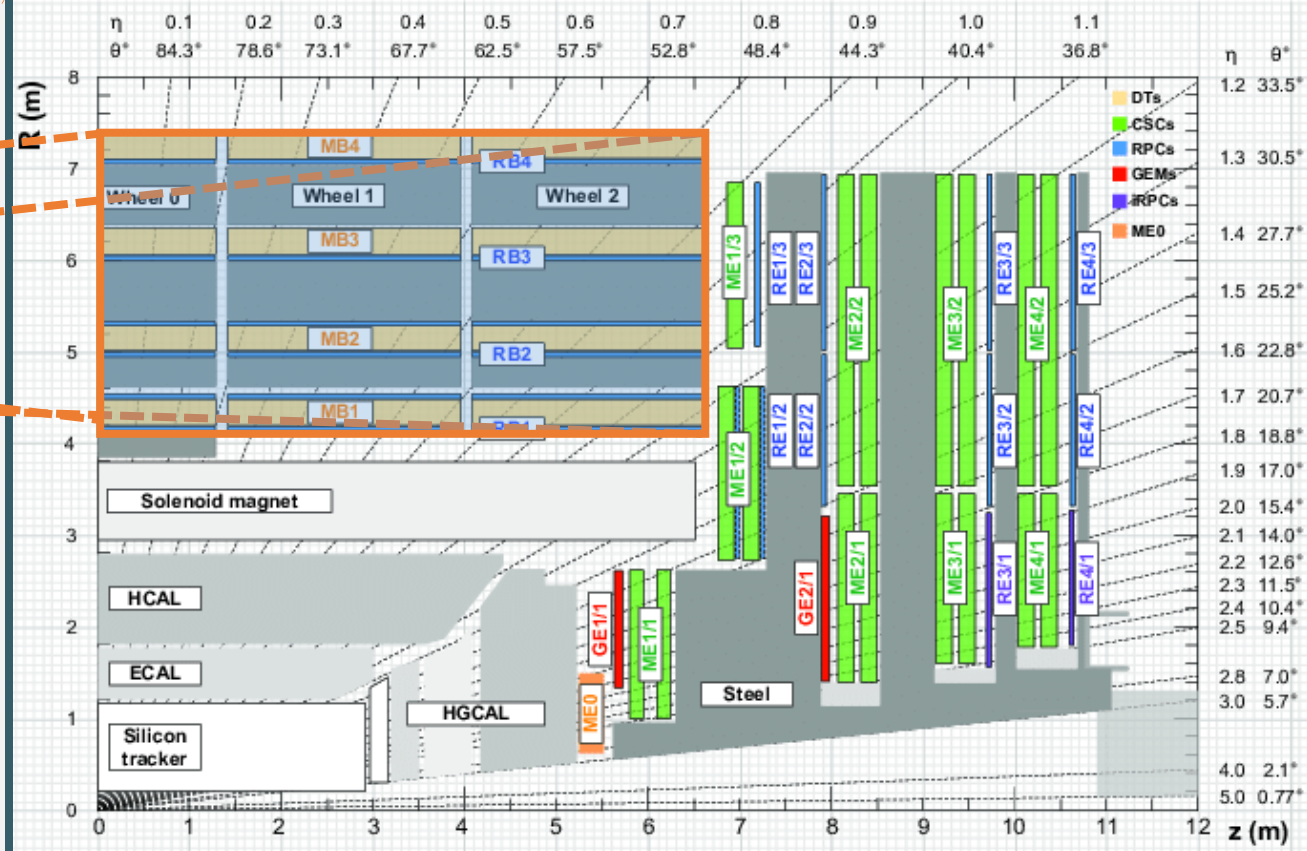 η 0.1 0.2 0.3 0.4 0.5 0.6 0.7 0.8 0.9 1.0 1.1
θ° 84.3° 78.6° 73.1° 67.7° 62.5° 57.5° 52.8° 48.4° 44.3° 40.4° 36.8° η θ°
R (m)
8
7
6
5
4
3
2
1
0
1.2 33.5°
1.3 30.5°
1.4 27.7°
1.5 25.2°
1.6 22.8°
1.7 20.7°
1.8 18.8°
1.9 17.0°
2.0 15.4°
2.1 14.0°
2.2 12.6°
2.3 11.5°
2.4 10.4°
2.5 9.4°
2.8 7.0°
3.0 5.7°
4.0 2.1°
5.0 0.77°
DTs
CSCs
RPCs
GEMs
iRPCs
ME0
MB4
RB4
Wheel 0 Wheel 1 Wheel 2
MB3
RB3
MB2
RB2
MB1
RB1
ME1/3
RE1/3
RE2/3
ME2/2
ME3/2
RE3/3
ME4/2
RE4/3
ME1/2
RE1/2
RE2/2
RE3/2
RE4/2
Solenoid magnet
HCAL
ECAL
Silicon
tracker
HGCAL
GE1/1
ME1/1
ME0
Steel
GE2/1
ME2/1
ME3/1
RE3/1
ME4/1
RE4/1
0 1 2 3 4 5 6 7 8 9 10 11 12
z (m)